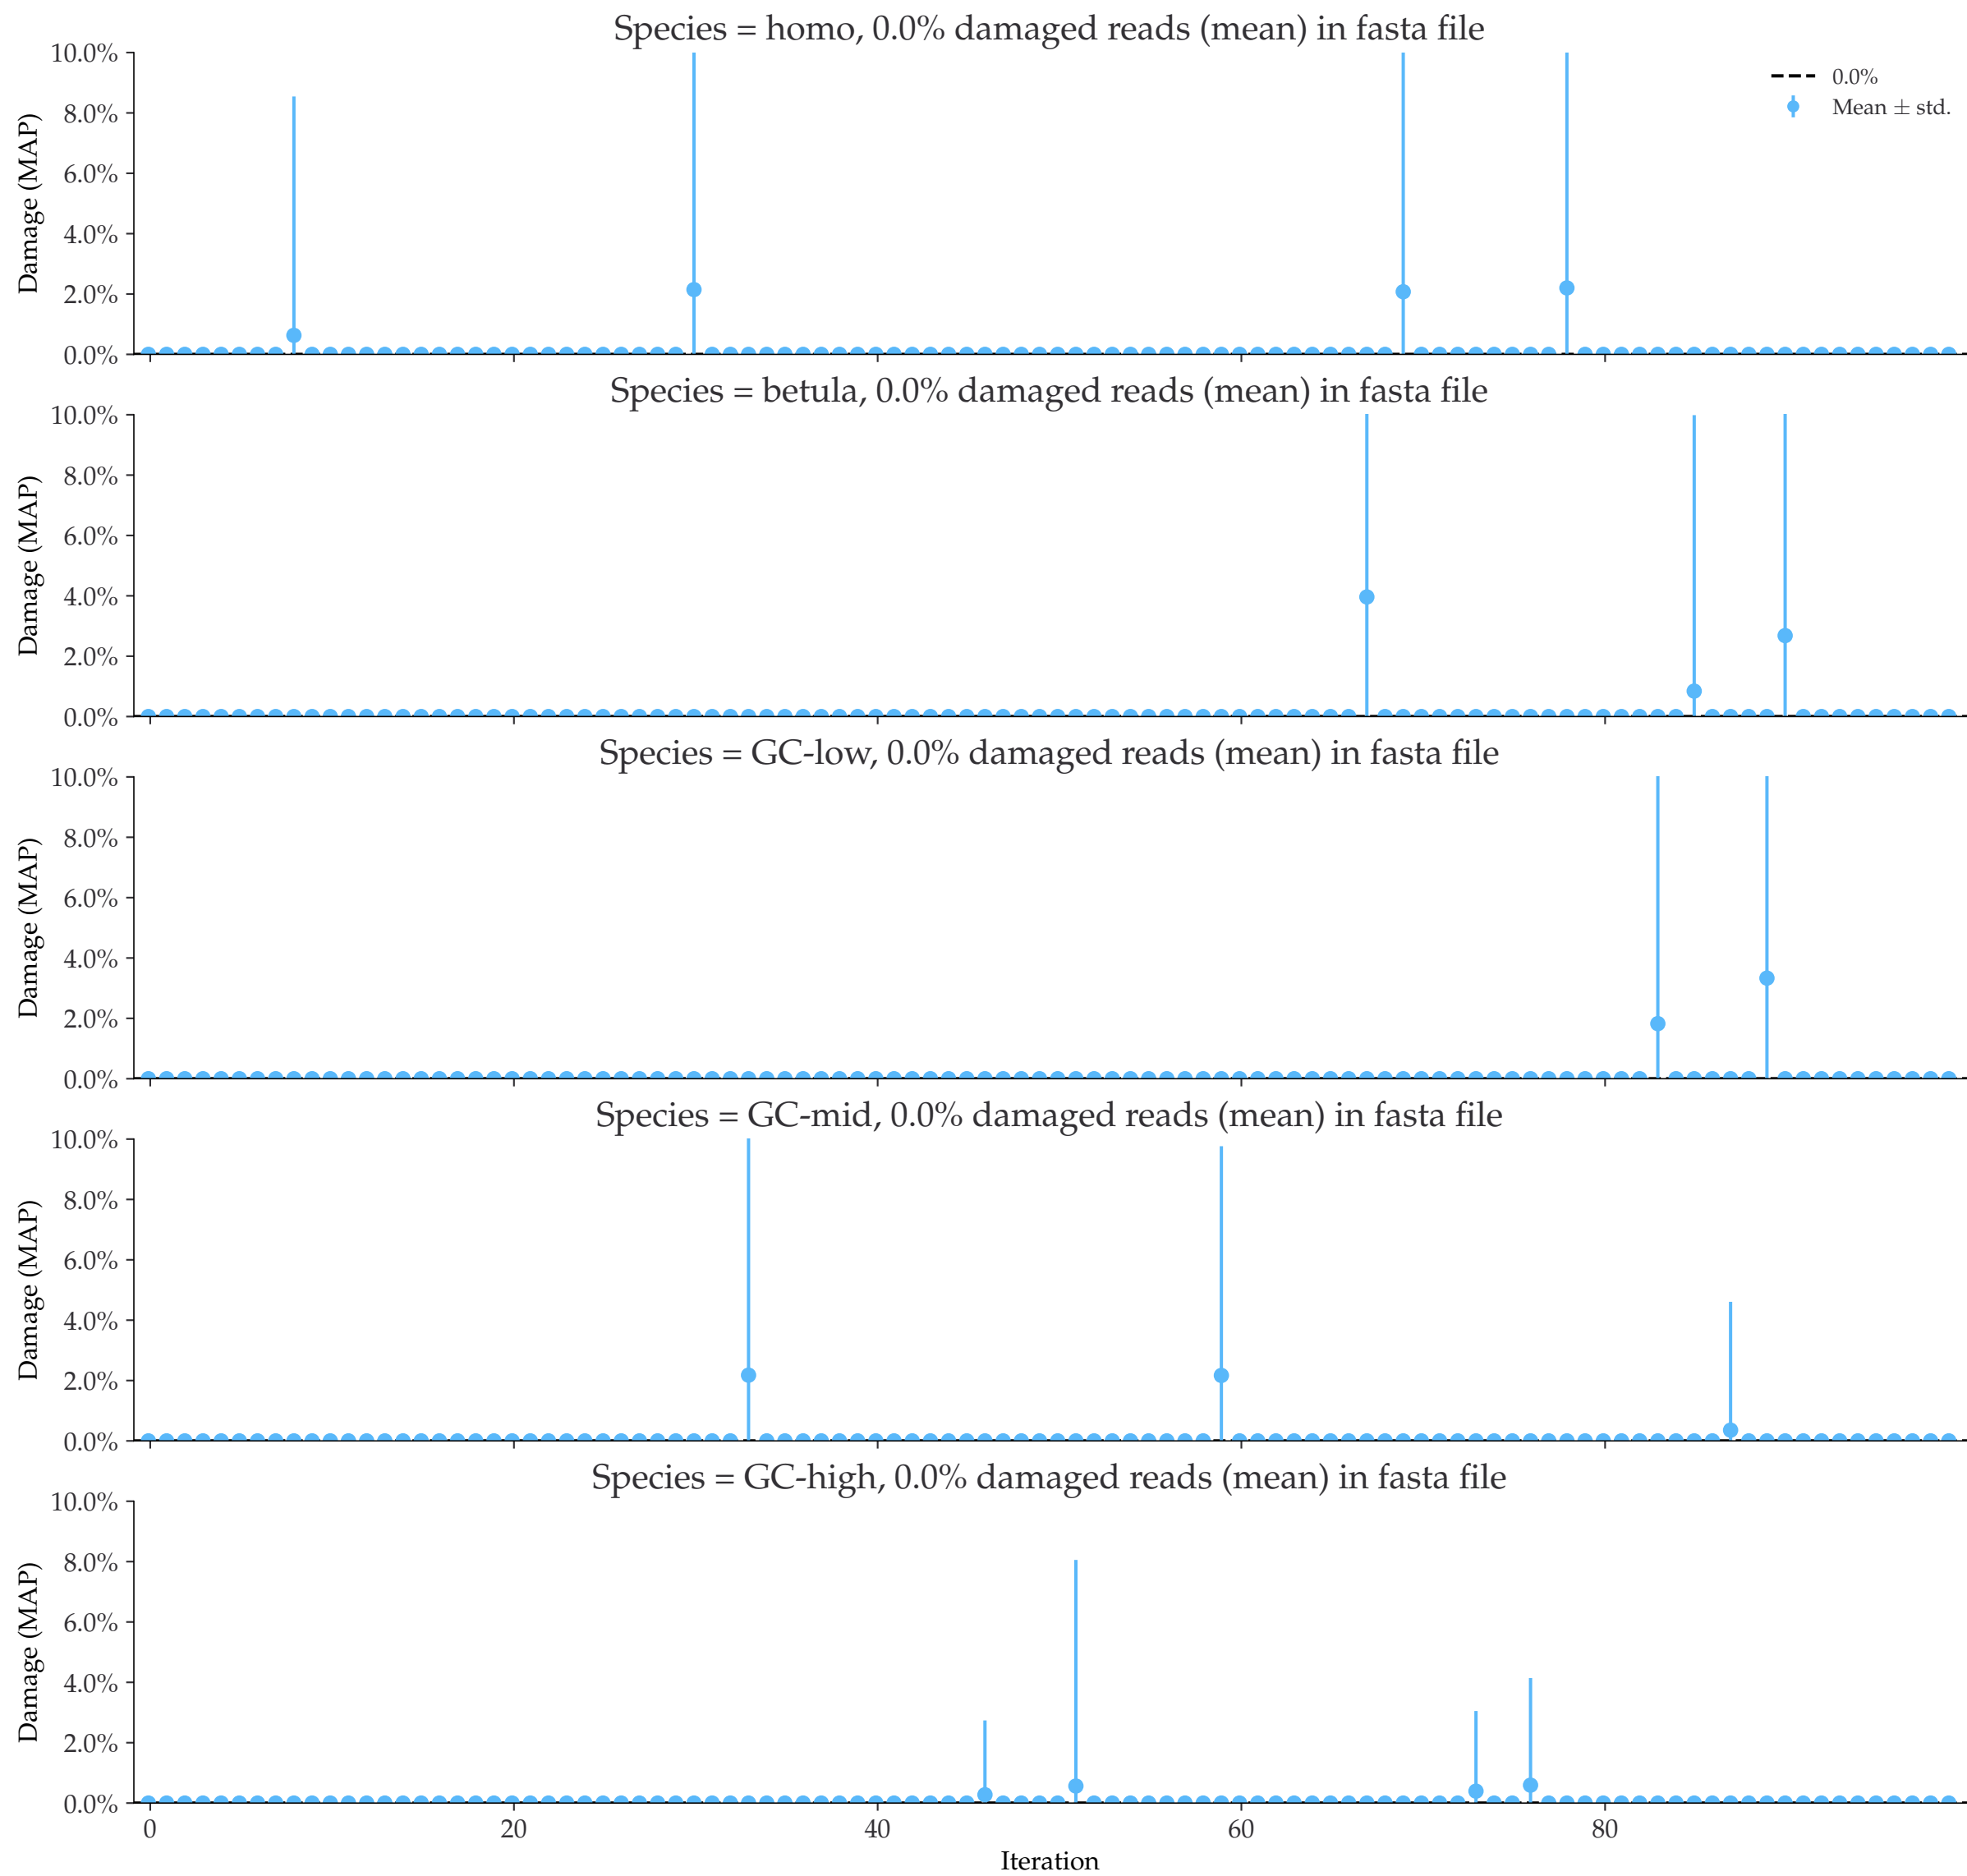 Species = homo, 0.0% damaged reads (mean) in fasta file
10.0%
8.0%
6.0%
4.0%
2.0%
0.0%
Damage (MAP)
0.0%
Mean ± std.
Species = betula, 0.0% damaged reads (mean) in fasta file
10.0%
8.0%
6.0%
4.0%
2.0%
0.0%
Damage (MAP)
Species = GC-low, 0.0% damaged reads (mean) in fasta file
10.0%
8.0%
6.0%
4.0%
2.0%
0.0%
Damage (MAP)
Species = GC-mid, 0.0% damaged reads (mean) in fasta file
10.0%
8.0%
6.0%
4.0%
2.0%
0.0%
Damage (MAP)
Species = GC-high, 0.0% damaged reads (mean) in fasta file
10.0%
8.0%
6.0%
4.0%
2.0%
0.0%
Damage (MAP)
0 20 40 60 80
Iteration